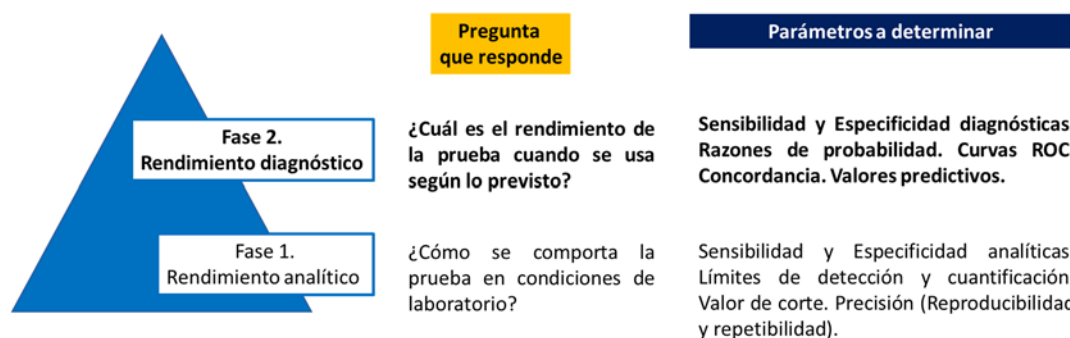 Pregunta
que responde
Parámetros a determinar
Fase 2.
Rendimiento diagnóstico
¿Cuál es el rendimiento de
la prueba cuando se usa
según lo previsto?
Sensibilidad y Especificidad diagnósticas
Razones de probabilidad. Curvas ROC
Concordancia. Valores predictivos.
Fase 1.
Rendimiento analítico
¿Cómo se comporta la
prueba en condiciones de
laboratorio?
Sensibilidad y Especificidad analíticas
Límites de detección y cuantificación
Valor de corte. Precisión (Reproducibilidad
y repetibilidad).